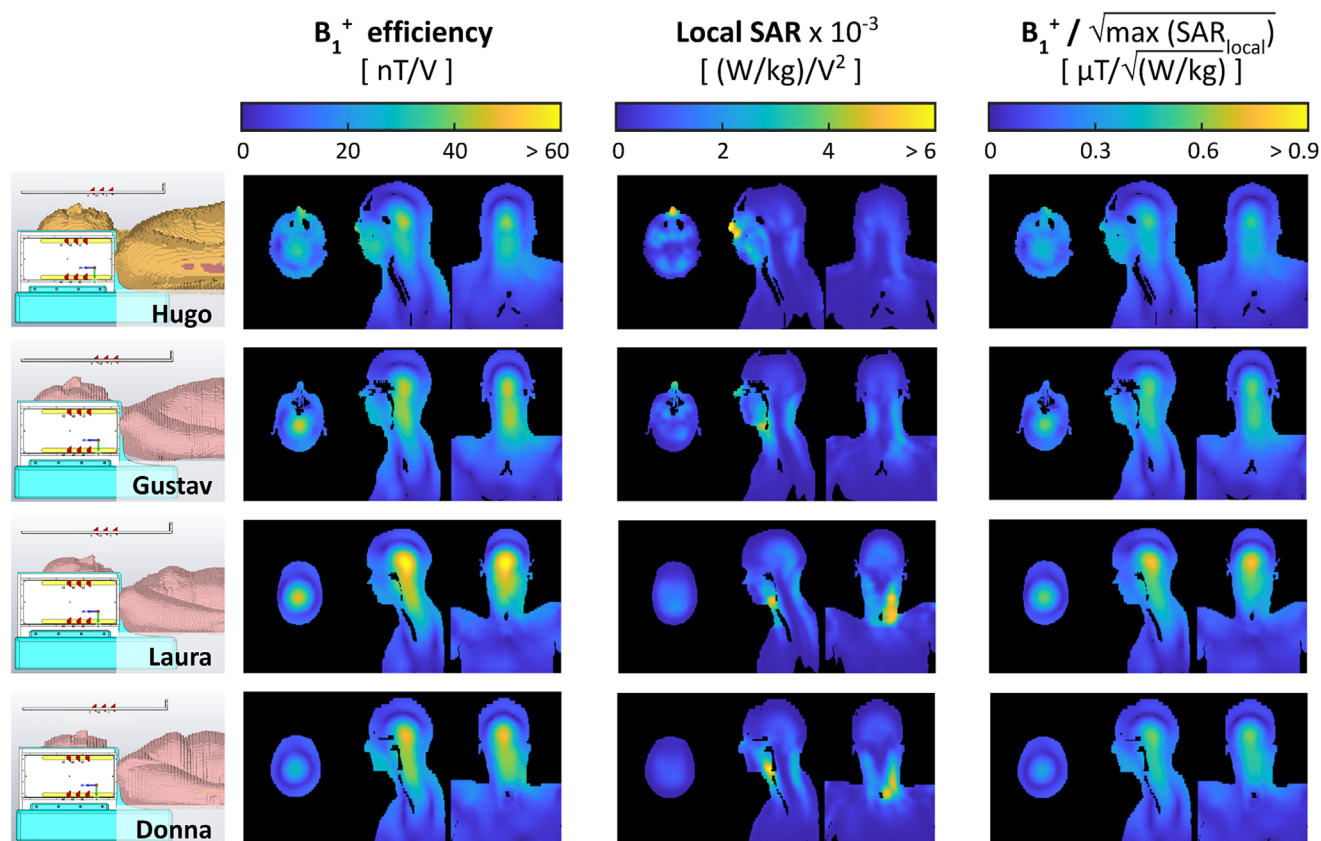 B₁⁺ efficiency
[ nT/V ]
Local SAR x 10⁻³
[ (W/kg)/V² ]
B₁⁺ / √max (SAR_local)
[ μT/√(W/kg) ]
0 20 40 > 60
0 2 4 > 6
0 0.3 0.6 > 0.9
Hugo
Gustav
Laura
Donna